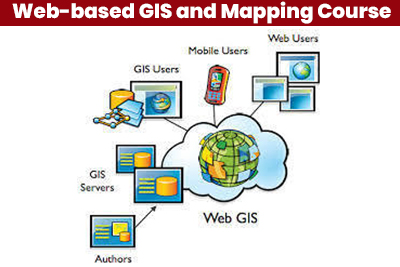 Web-based GIS and Mapping Course
Web Users
Mobile Users
GIS Users
GIS
Servers
Web GIS
Authors